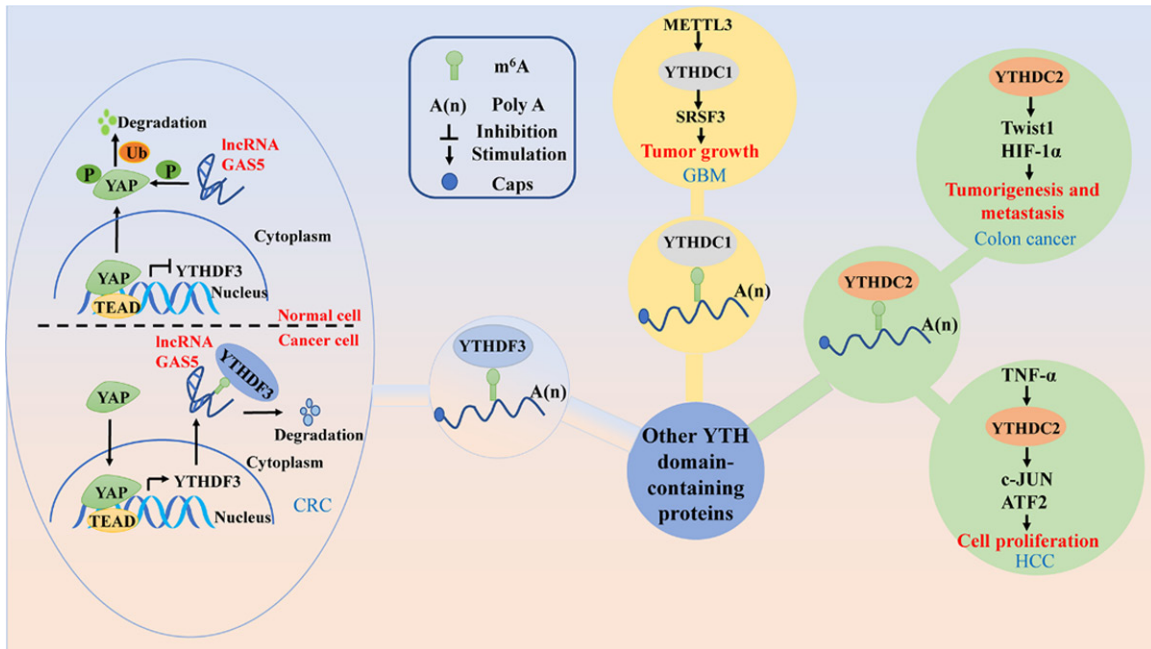 Degradation
Ub
P
P
lncRNA
GAS5
YAP
Cytoplasm
YAP
TEAD
YTHDF3
Nucleus
Normal cell
Cancer cell
lncRNA
GAS5
YTHDF3
YAP
Degradation
Cytoplasm
YAP
TEAD
YTHDF3
Nucleus
CRC
m⁶A
A(n)
Poly A
Inhibition
Stimulation
Caps
YTHDF3
A(n)
METTL3
YTHDC1
SRSF3
Tumor growth
GBM
YTHDC1
A(n)
Other YTH
domain-
containing
proteins
YTHDC2
A(n)
YTHDC2
Twist1
HIF-1α
Tumorigenesis and
metastasis
Colon cancer
TNF-α
YTHDC2
c-JUN
ATF2
Cell proliferation
HCC